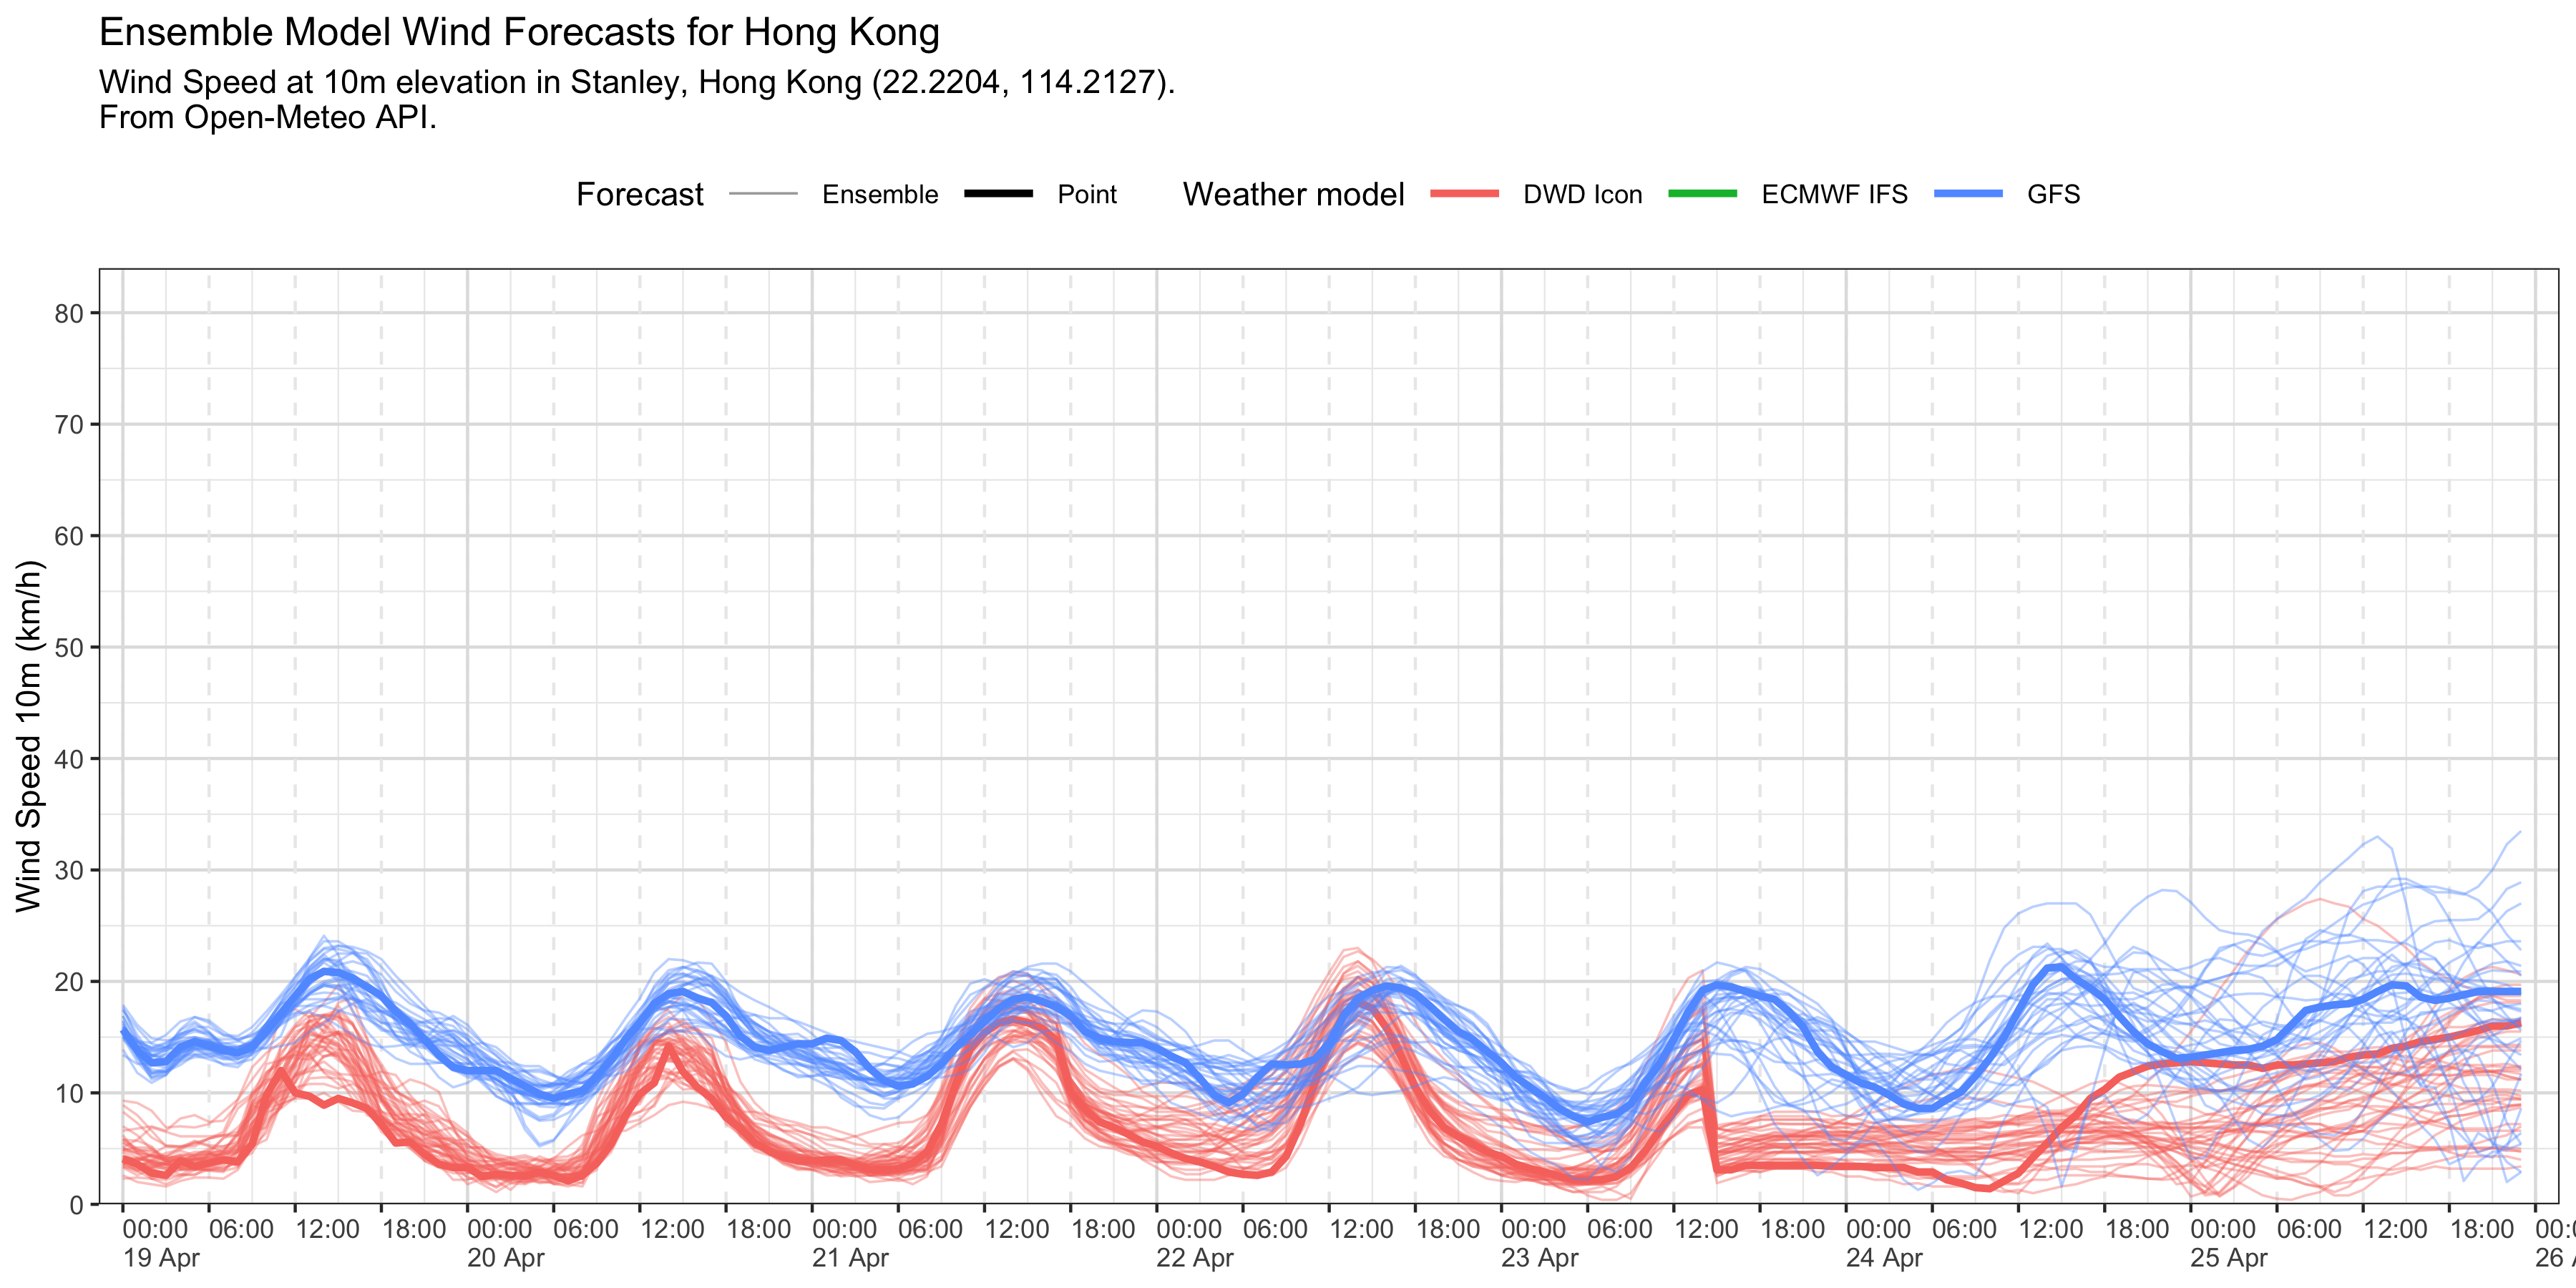 Ensemble Model Wind Forecasts for Hong Kong
Wind Speed at 10m elevation in Stanley, Hong Kong (22.2204, 114.2127).
From Open-Meteo API.
Forecast Ensemble Point Weather model DWD Icon ECMWF IFS GFS
Wind Speed 10m (km/h)
80
70
60
50
40
30
20
10
0
00:00 06:00 12:00 18:00 00:00 06:00 12:00 18:00 00:00 06:00 12:00 18:00 00:00 06:00 12:00 18:00 00:00 06:00 12:00 18:00 00:00 06:00 12:00 18:00 00:00 06:00 12:00 18:00 00:0
19 Apr 20 Apr 21 Apr 22 Apr 23 Apr 24 Apr 25 Apr 26